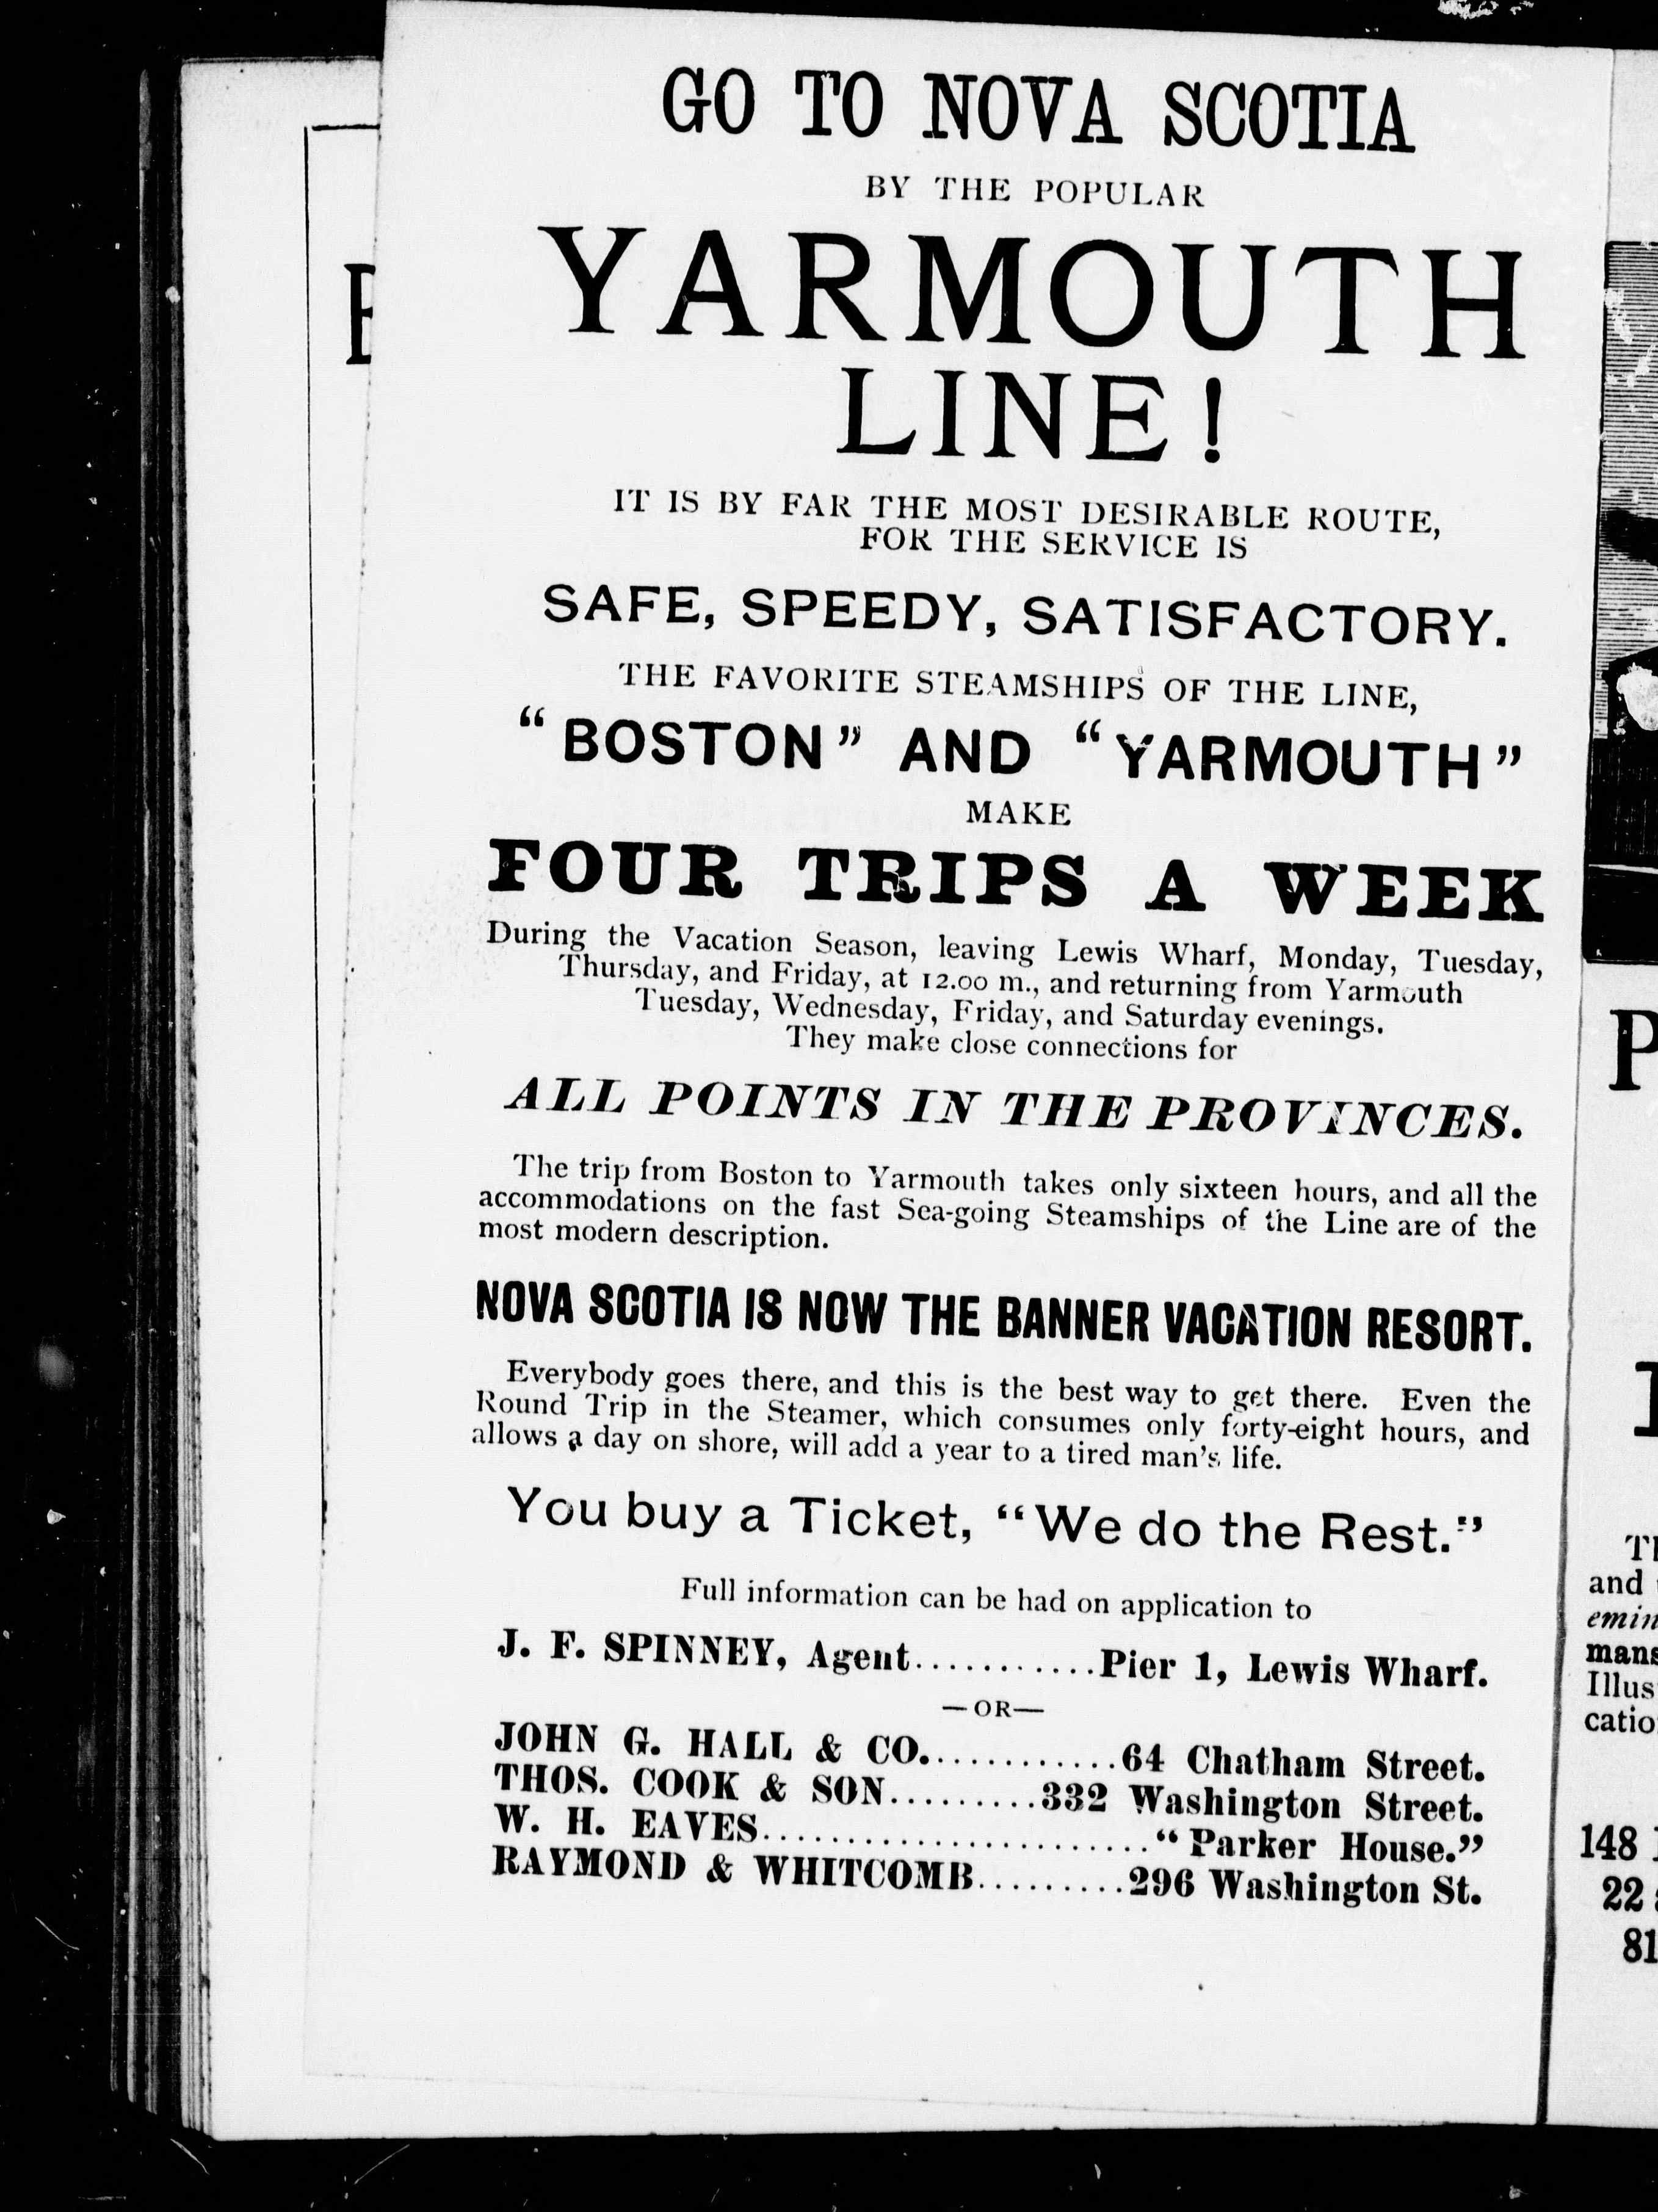 GO TO NOVA SCOTIA
BY THE POPULAR
YARMOUTH
LINE!
IT IS BY FAR THE MOST DESIRABLE ROUTE,
FOR THE SERVICE IS
SAFE, SPEEDY, SATISFACTORY.
THE FAVORITE STEAMSHIPS OF THE LINE,
“BOSTON” AND “YARMOUTH”
MAKE
FOUR TRIPS A WEEK
During the Vacation Season, leaving Lewis Wharf, Monday, Tuesday,
Thursday, and Friday, at 12.00 m., and returning from Yarmouth
Tuesday, Wednesday, Friday, and Saturday evenings.
They make close connections for
ALL POINTS IN THE PROVINCES.
The trip from Boston to Yarmouth takes only sixteen hours, and all the
accommodations on the fast Sea-going Steamships of the Line are of the
most modern description.
NOVA SCOTIA IS NOW THE BANNER VACATION RESORT.
Everybody goes there, and this is the best way to get there. Even the
Round Trip in the Steamer, which consumes only forty-eight hours, and
allows a day on shore, will add a year to a tired man's life.
You buy a Ticket, “We do the Rest.”
Full information can be had on application to
J. F. SPINNEY, Agent............Pier 1, Lewis Wharf.
—OR—
JOHN G. HALL & CO.............64 Chatham Street.
THOS. COOK & SON..........332 Washington Street.
W. H. EAVES..........................“Parker House.”
RAYMOND & WHITCOMB..........296 Washington St.
and
148
22
81